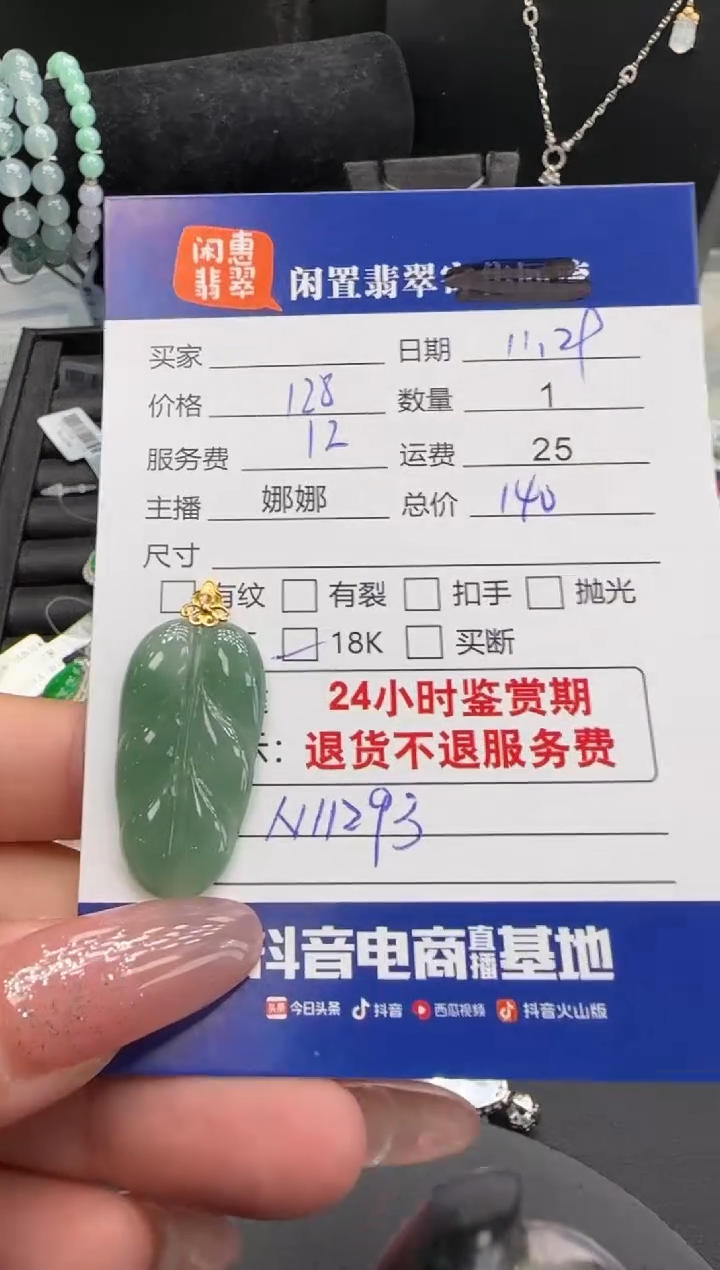 闲惠
翡翠
闲置翡翠
买家 日期 11.29
价格 128 数量 1
服务费 12 运费 25
主播 娜娜 总价 140
尺寸
有纹 有裂 扣手 抛光
18K 买断
24小时鉴赏期
: 退货不退服务费
N11293
抖音电商直播基地
头条 今日头条 抖音 西瓜视频 抖音火山版